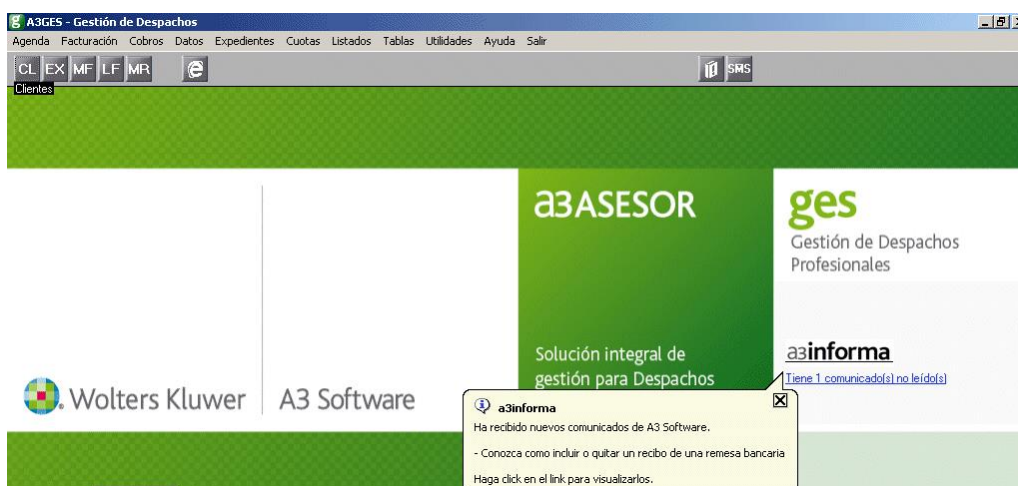 A3GES - Gestión de Despachos
Agenda Facturación Cobros Datos Expedientes Cuotas Listados Tablas Utilidades Ayuda Salir
CL EX MF LF MR SMS
Clientes
a3ASESOR
ges
Gestión de Despachos
Profesionales
Solución integral de
gestión para Despachos
a3informa
Tiene 1 comunicado(s) no leído(s)
Wolters Kluwer A3 Software
a3informa
Ha recibido nuevos comunicados de A3 Software.
- Conozca como incluir o quitar un recibo de una remesa bancaria
Haga click en el link para visualizarlos.